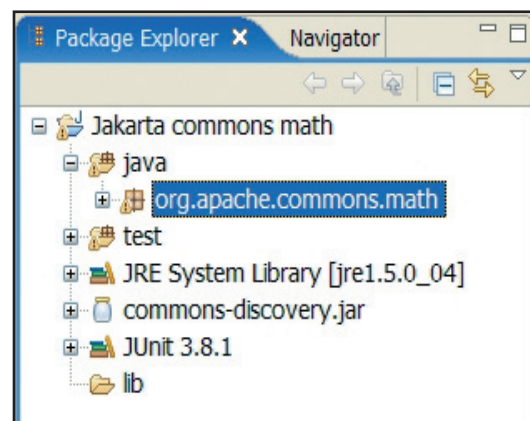 Package Explorer Navigator
Jakarta commons math
java
org.apache.commons.math
test
JRE System Library [jre1.5.0_04]
commons-discovery.jar
JUnit 3.8.1
lib